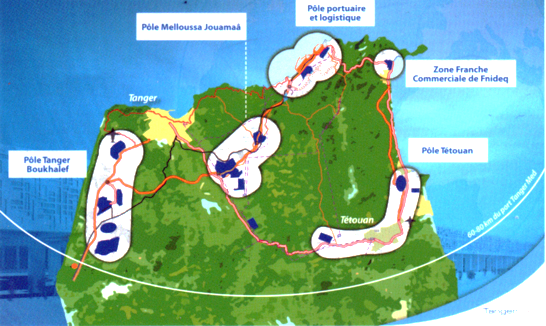 Pôle portuaire
et logistique
Pôle Melloussa Jouamaâ
Zone Franche
Commerciale de Fnideq
Tanger
Pôle Tanger
Boukhalef
Pôle Tétouan
Tétouan
60-80 km du port Tanger Med